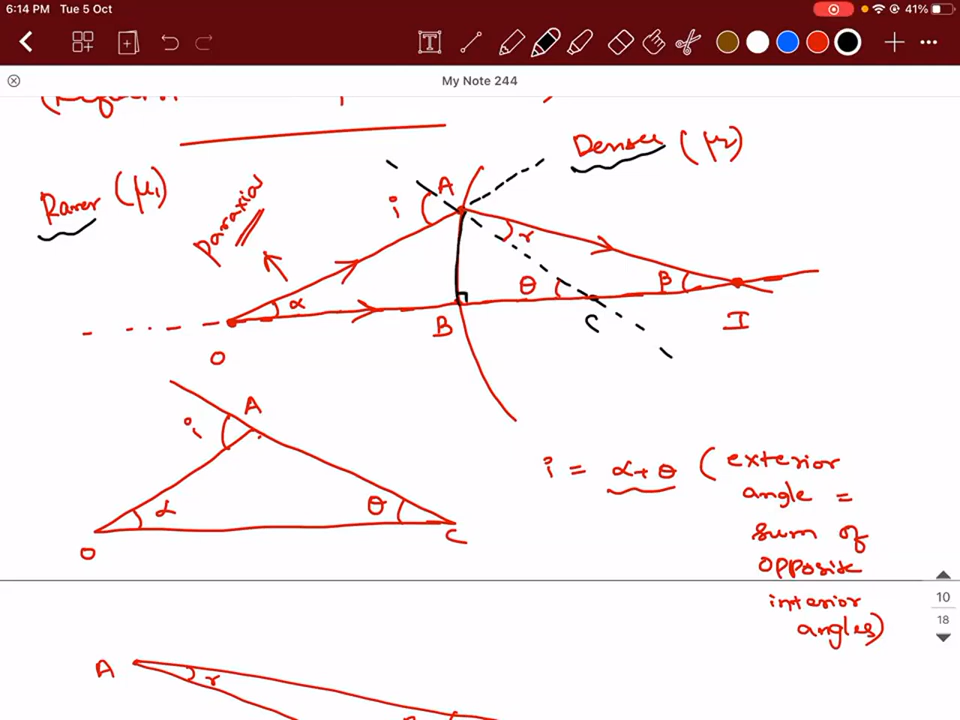 6:14 PM Tue 5 Oct
41%
T
My Note 244
Rarer (μ1)
Denser (μ2)
paraxial
i
A
r
α
θ
β
O
B
C
I
A
i
α
θ
O
C
i = α+θ (exterior
angle =
sum of
opposite
interior
angles)
10
18
A
r